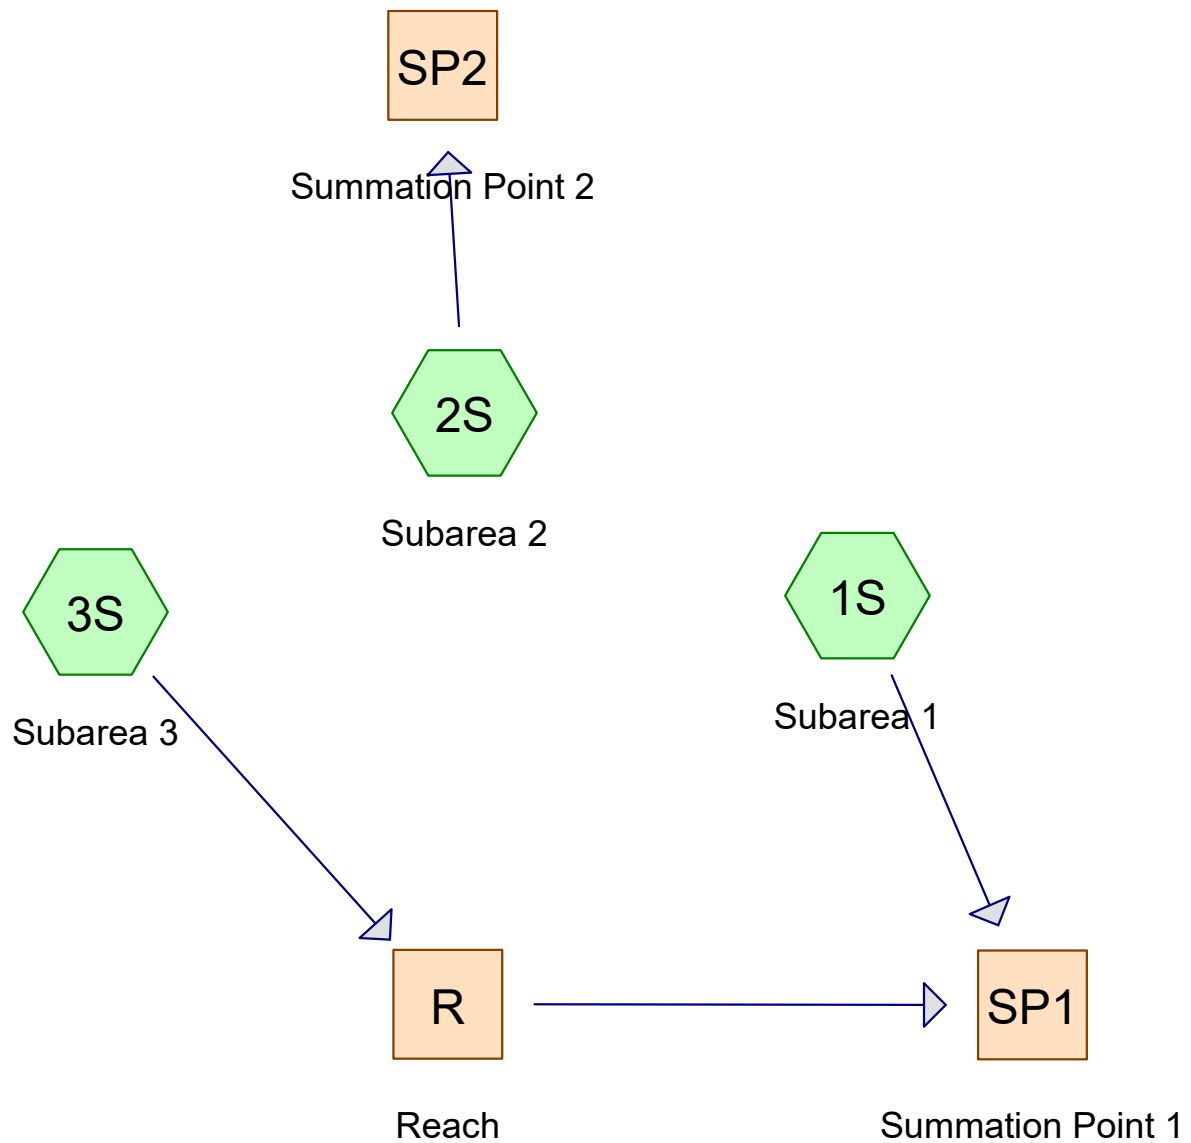 SP2
Summation Point 2
2S
Subarea 2
3S
Subarea 3
1S
Subarea 1
R
Reach
SP1
Summation Point 1